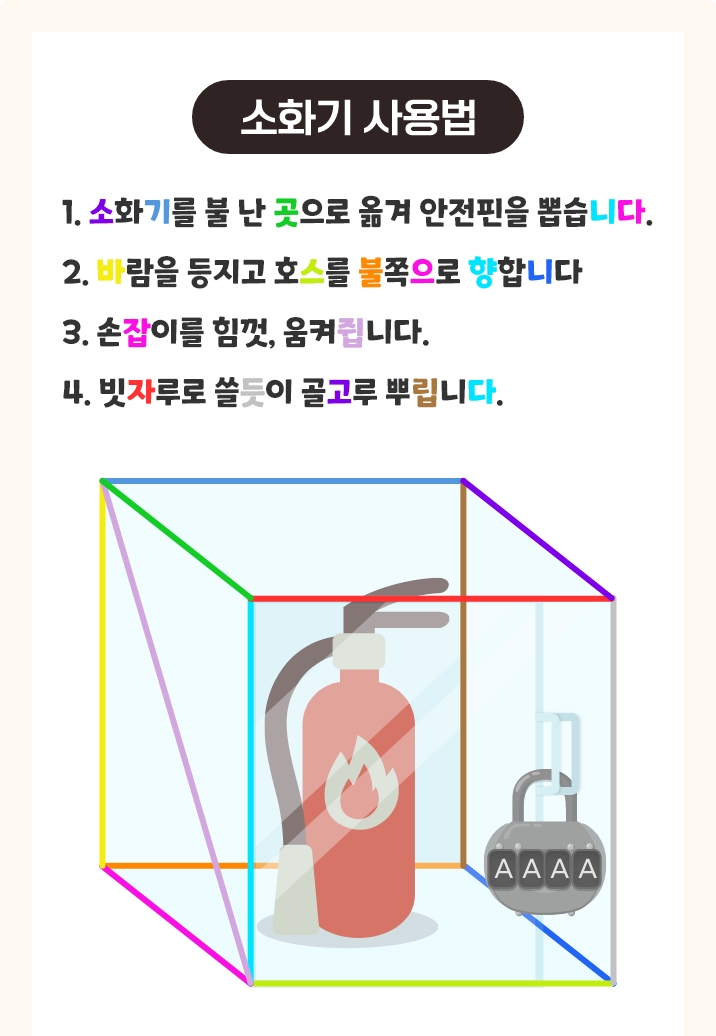 소화기 사용법
1. 소화기를 불 난 곳으로 옮겨 안전핀을 뽑습니다.
2. 바람을 등지고 호스를 불쪽으로 향합니다
3. 손잡이를 힘껏, 움켜쥡니다.
4. 빗자루로 쓸듯이 골고루 뿌립니다.
A A A A